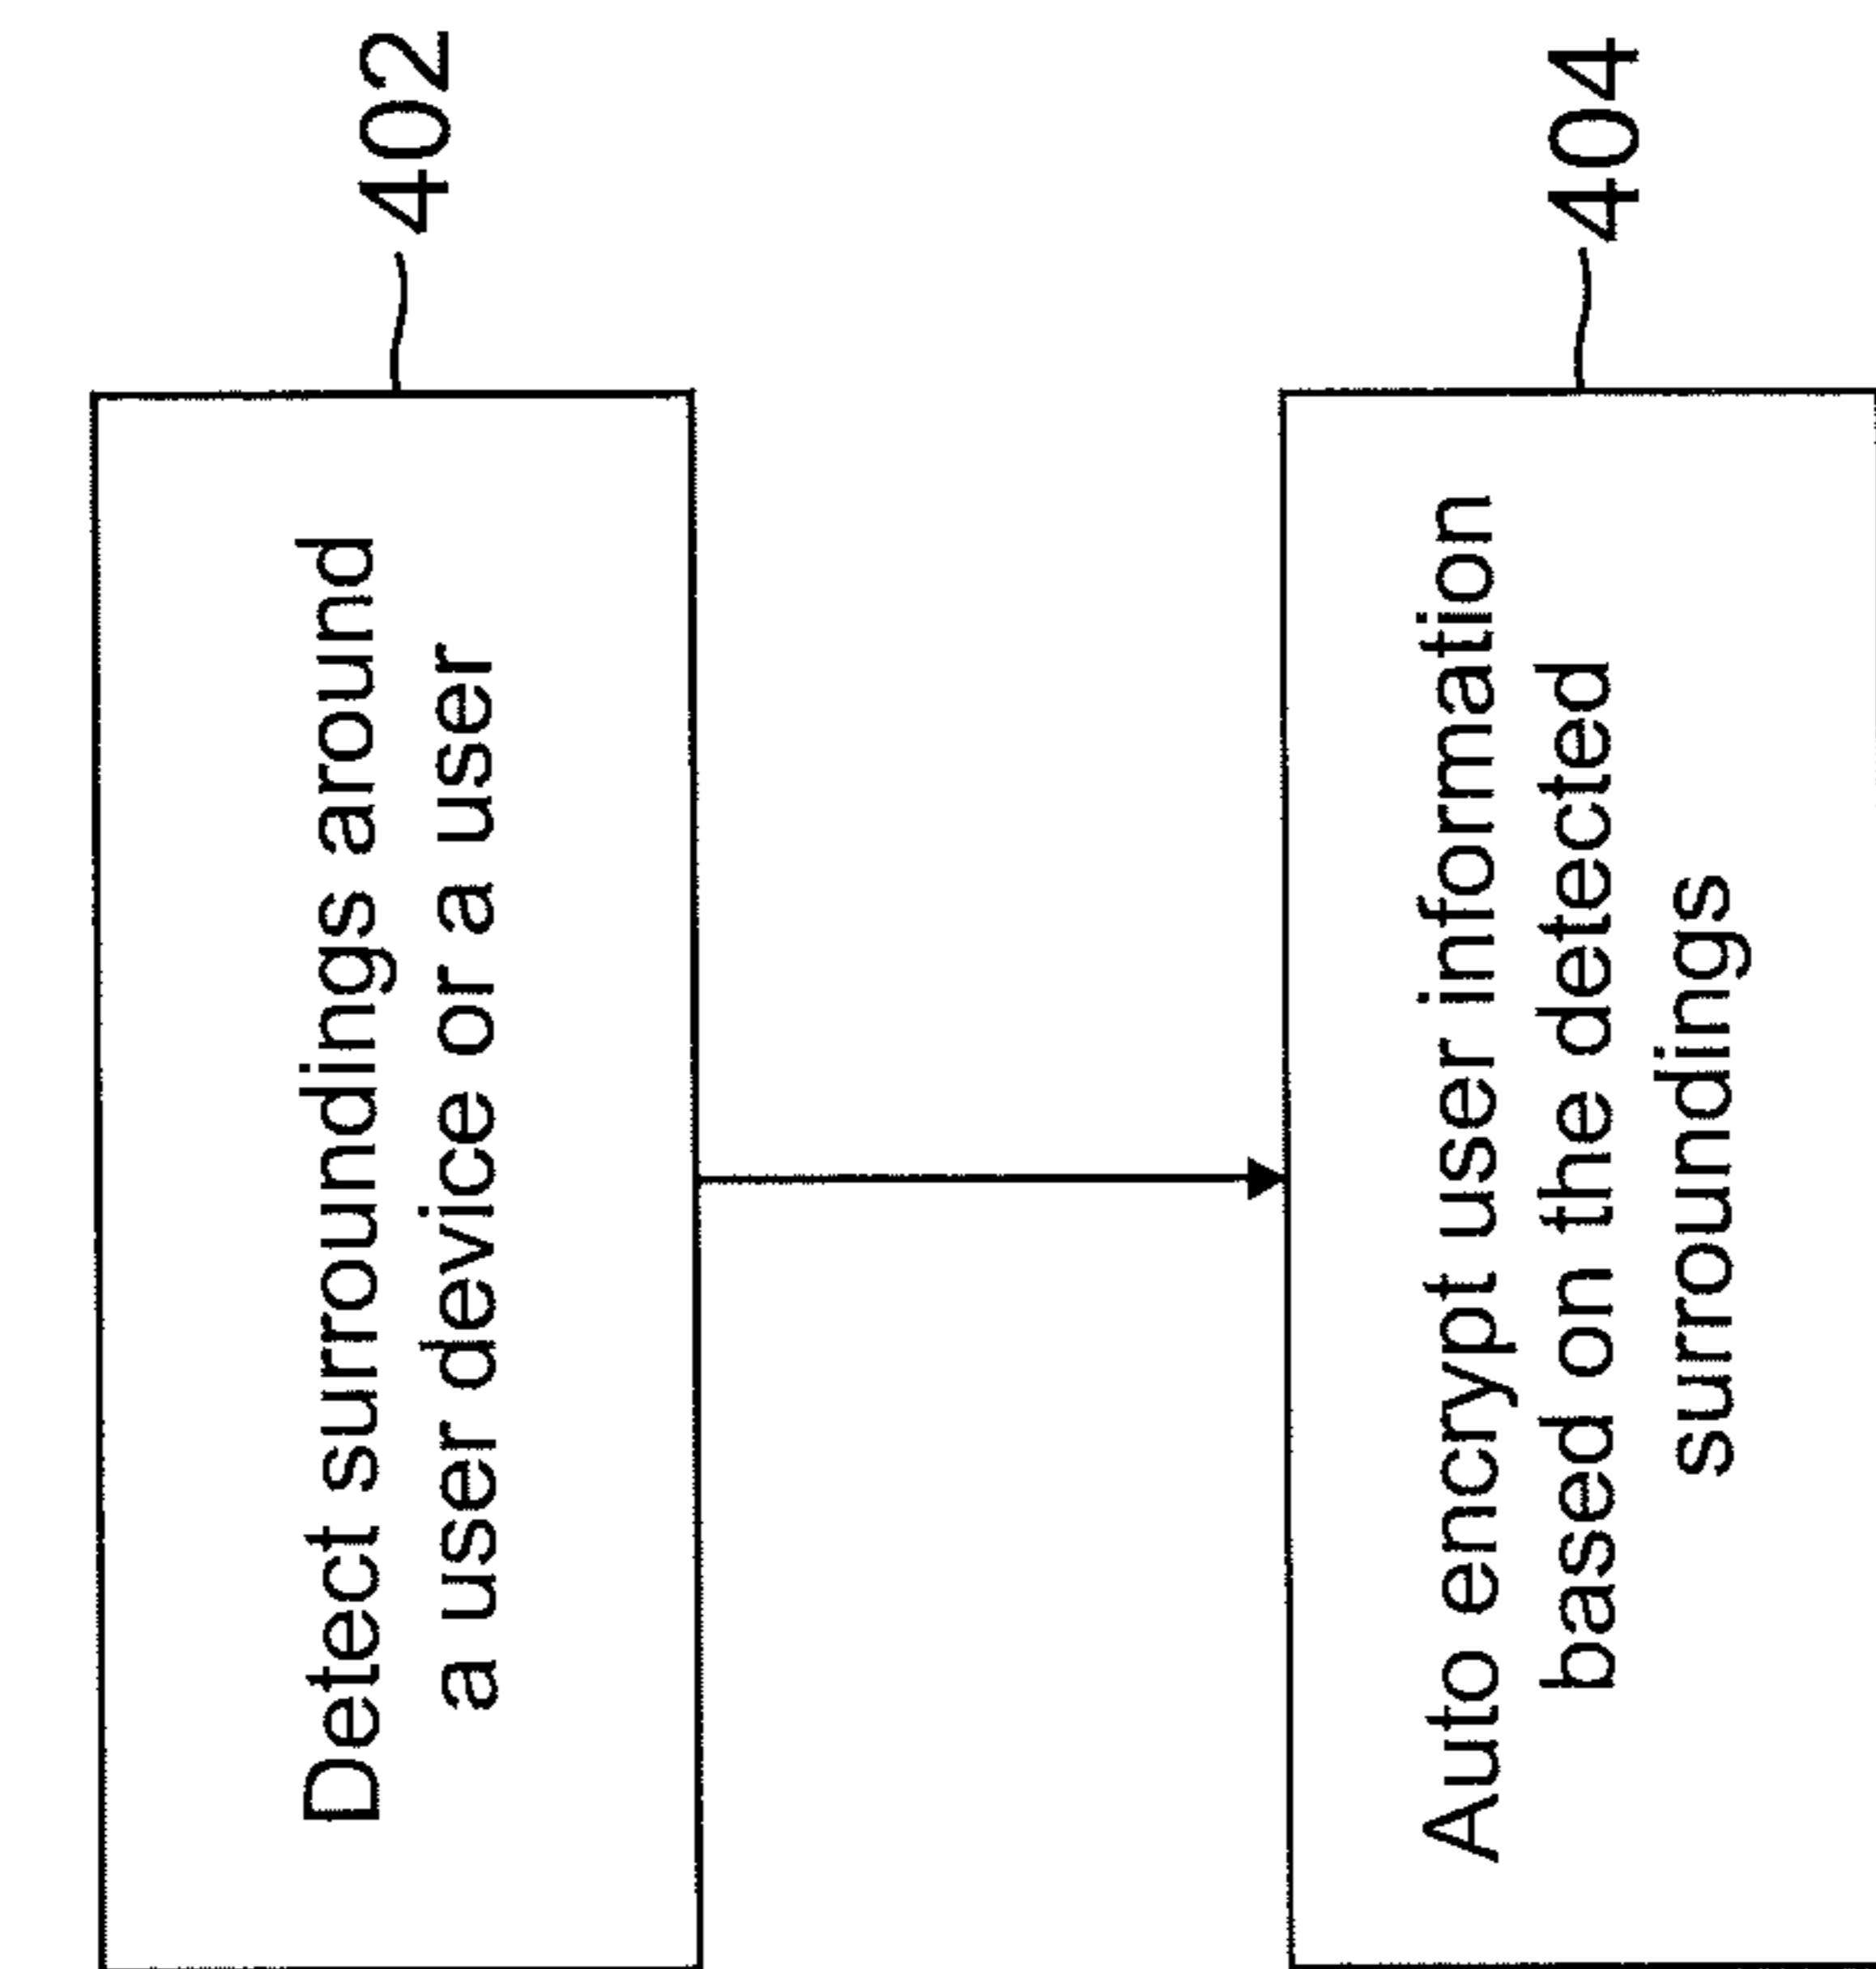 Detect surroundings around
a user device or a user
402
Auto encrypt user information
based on the detected
surroundings
404